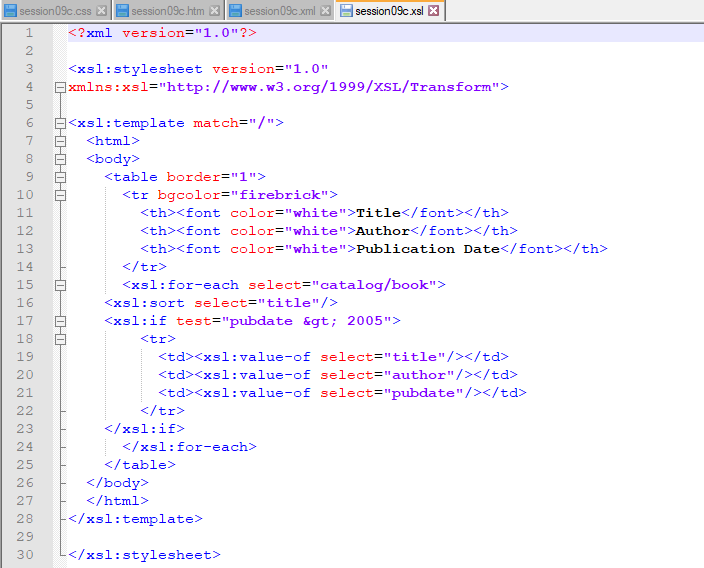 session09c.css session09c.htm session09c.xml session09c.xsl
1 <?xml version="1.0"?>
2
3 <xsl:stylesheet version="1.0"
4 xmlns:xsl="http://www.w3.org/1999/XSL/Transform">
5
6 <xsl:template match="/">
7 <html>
8 <body>
9 <table border="1">
10 <tr bgcolor="firebrick">
11 <th><font color="white">Title</font></th>
12 <th><font color="white">Author</font></th>
13 <th><font color="white">Publication Date</font></th>
14 </tr>
15 <xsl:for-each select="catalog/book">
16 <xsl:sort select="title"/>
17 <xsl:if test="pubdate &gt; 2005">
18 <tr>
19 <td><xsl:value-of select="title"/></td>
20 <td><xsl:value-of select="author"/></td>
21 <td><xsl:value-of select="pubdate"/></td>
22 </tr>
23 </xsl:if>
24 </xsl:for-each>
25 </table>
26 </body>
27 </html>
28 </xsl:template>
29
30 </xsl:stylesheet>